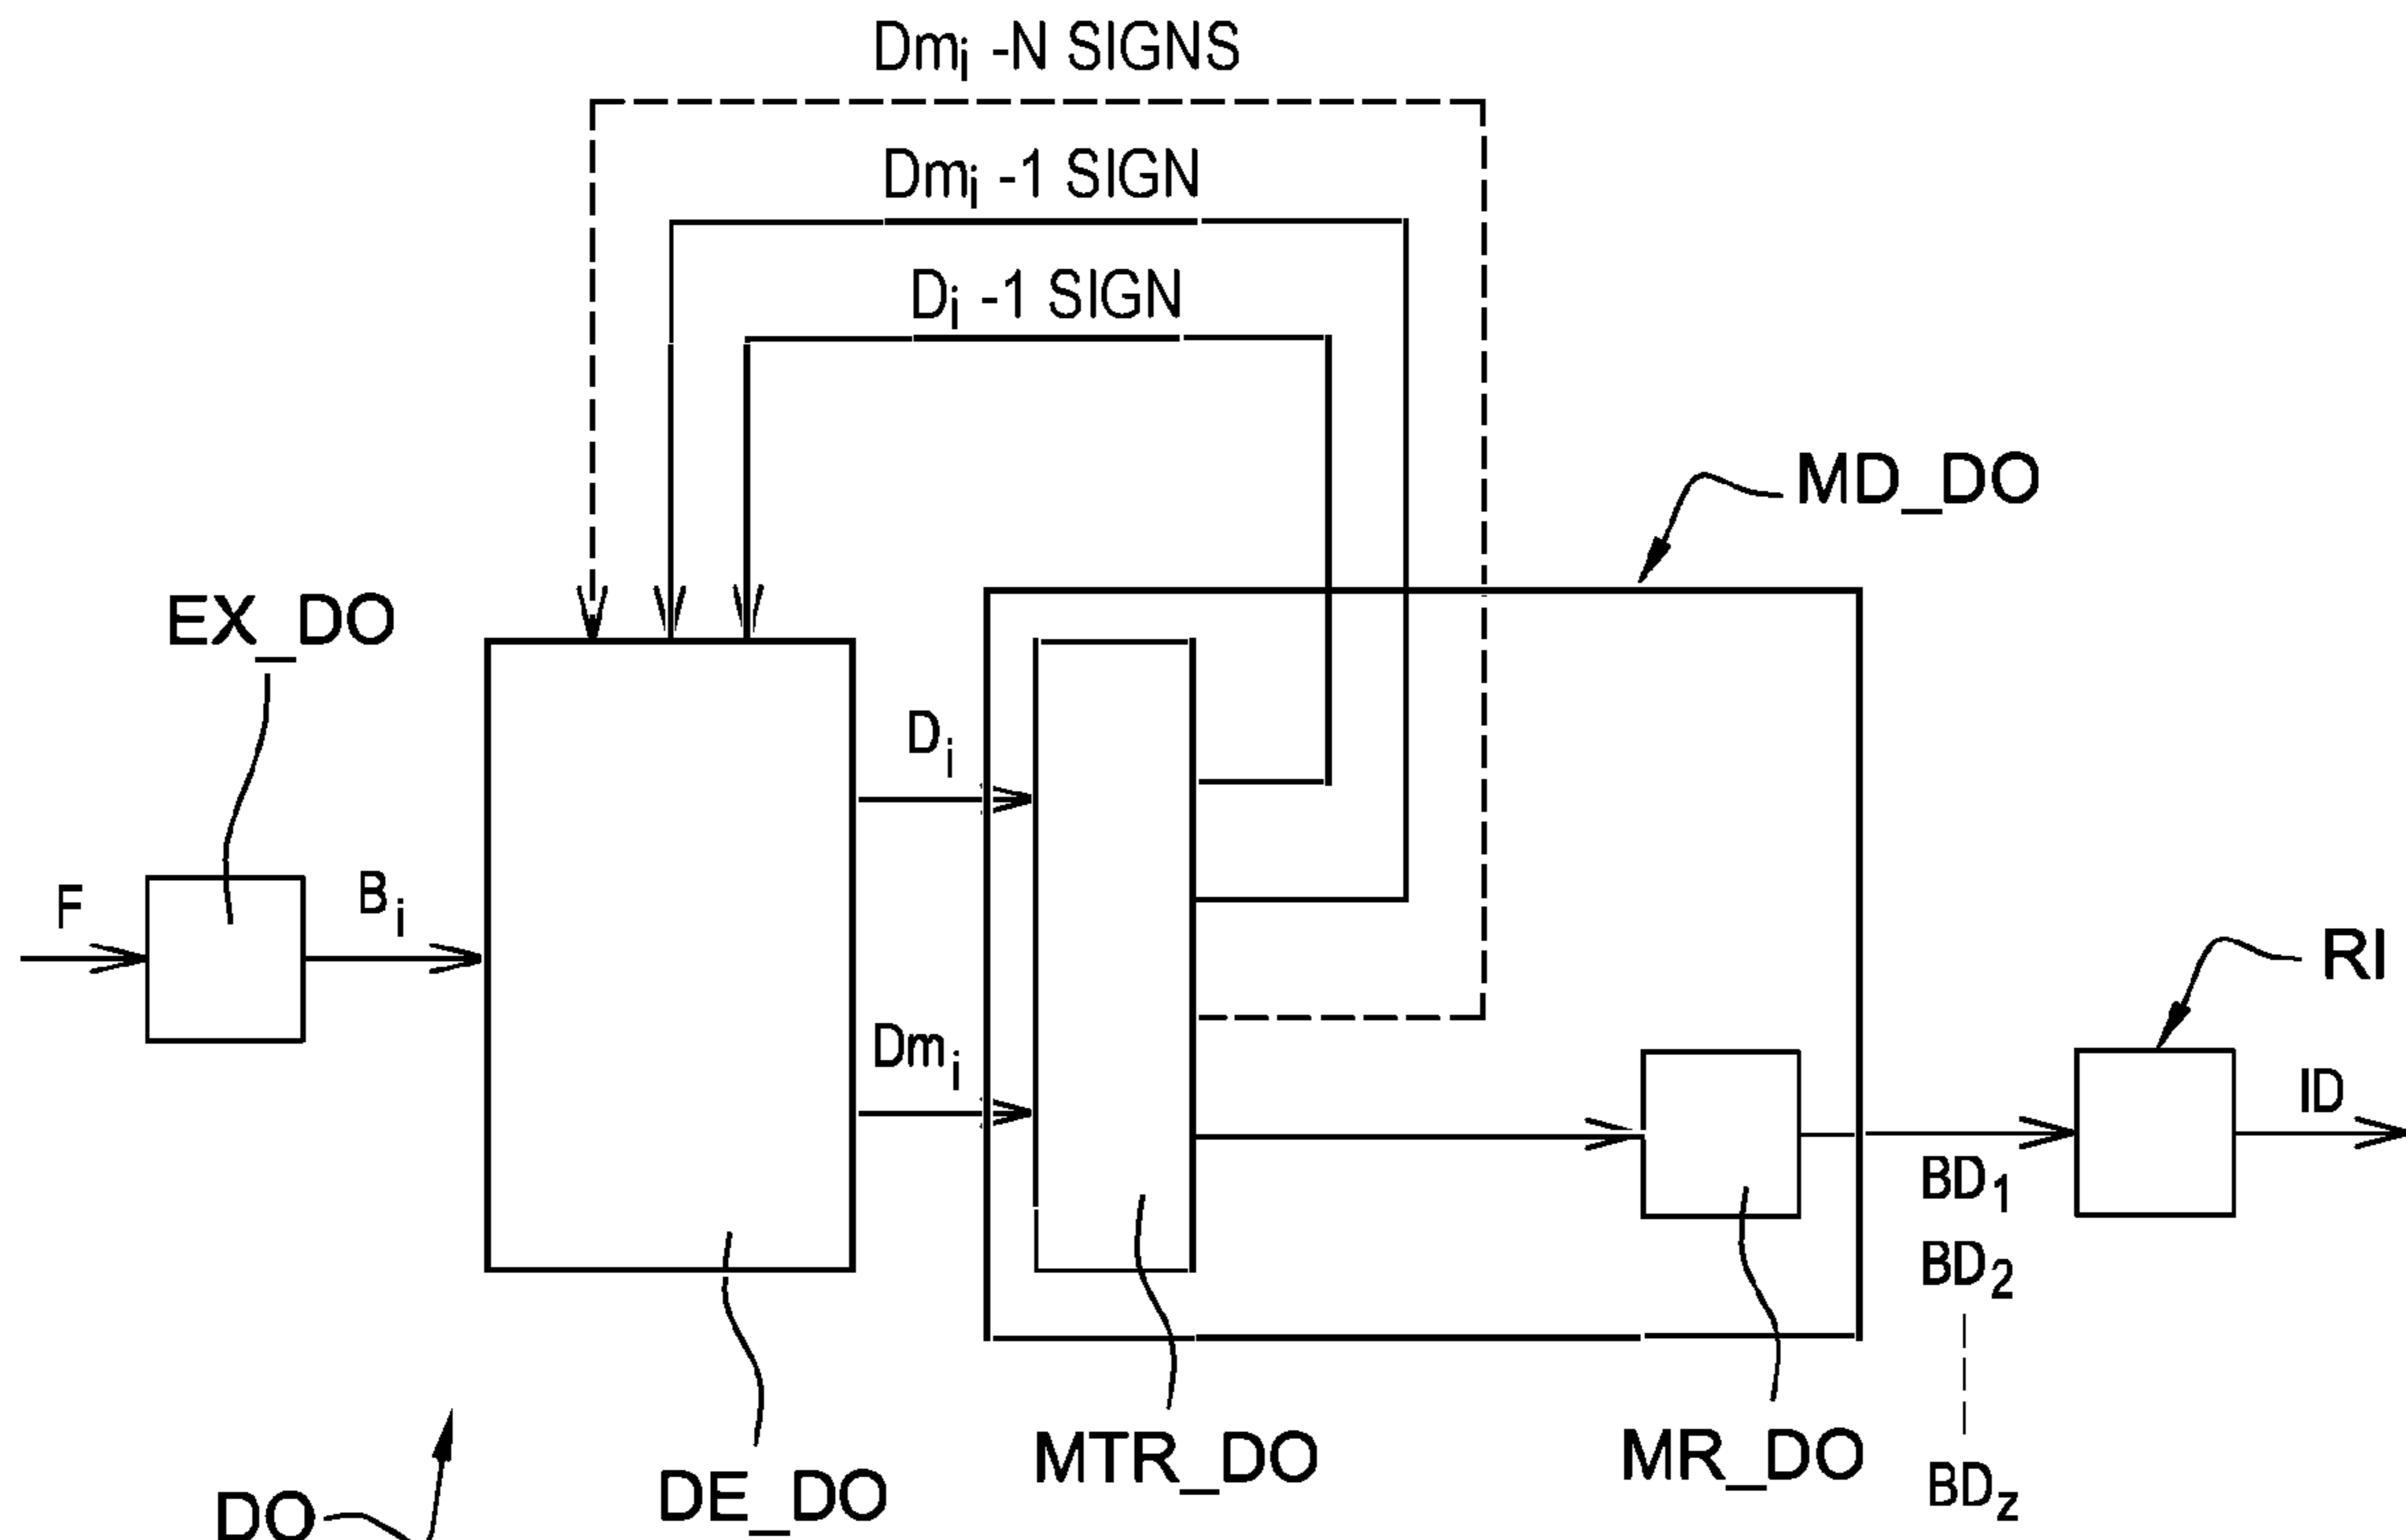 Dmi -N SIGNS
Dmi -1 SIGN
Di -1 SIGN
MD_DO
EX_DO
Di
F
Bi
RI
Dmi
ID
BD1
BD2
BDz
MTR_DO
MR_DO
DE_DO
DO